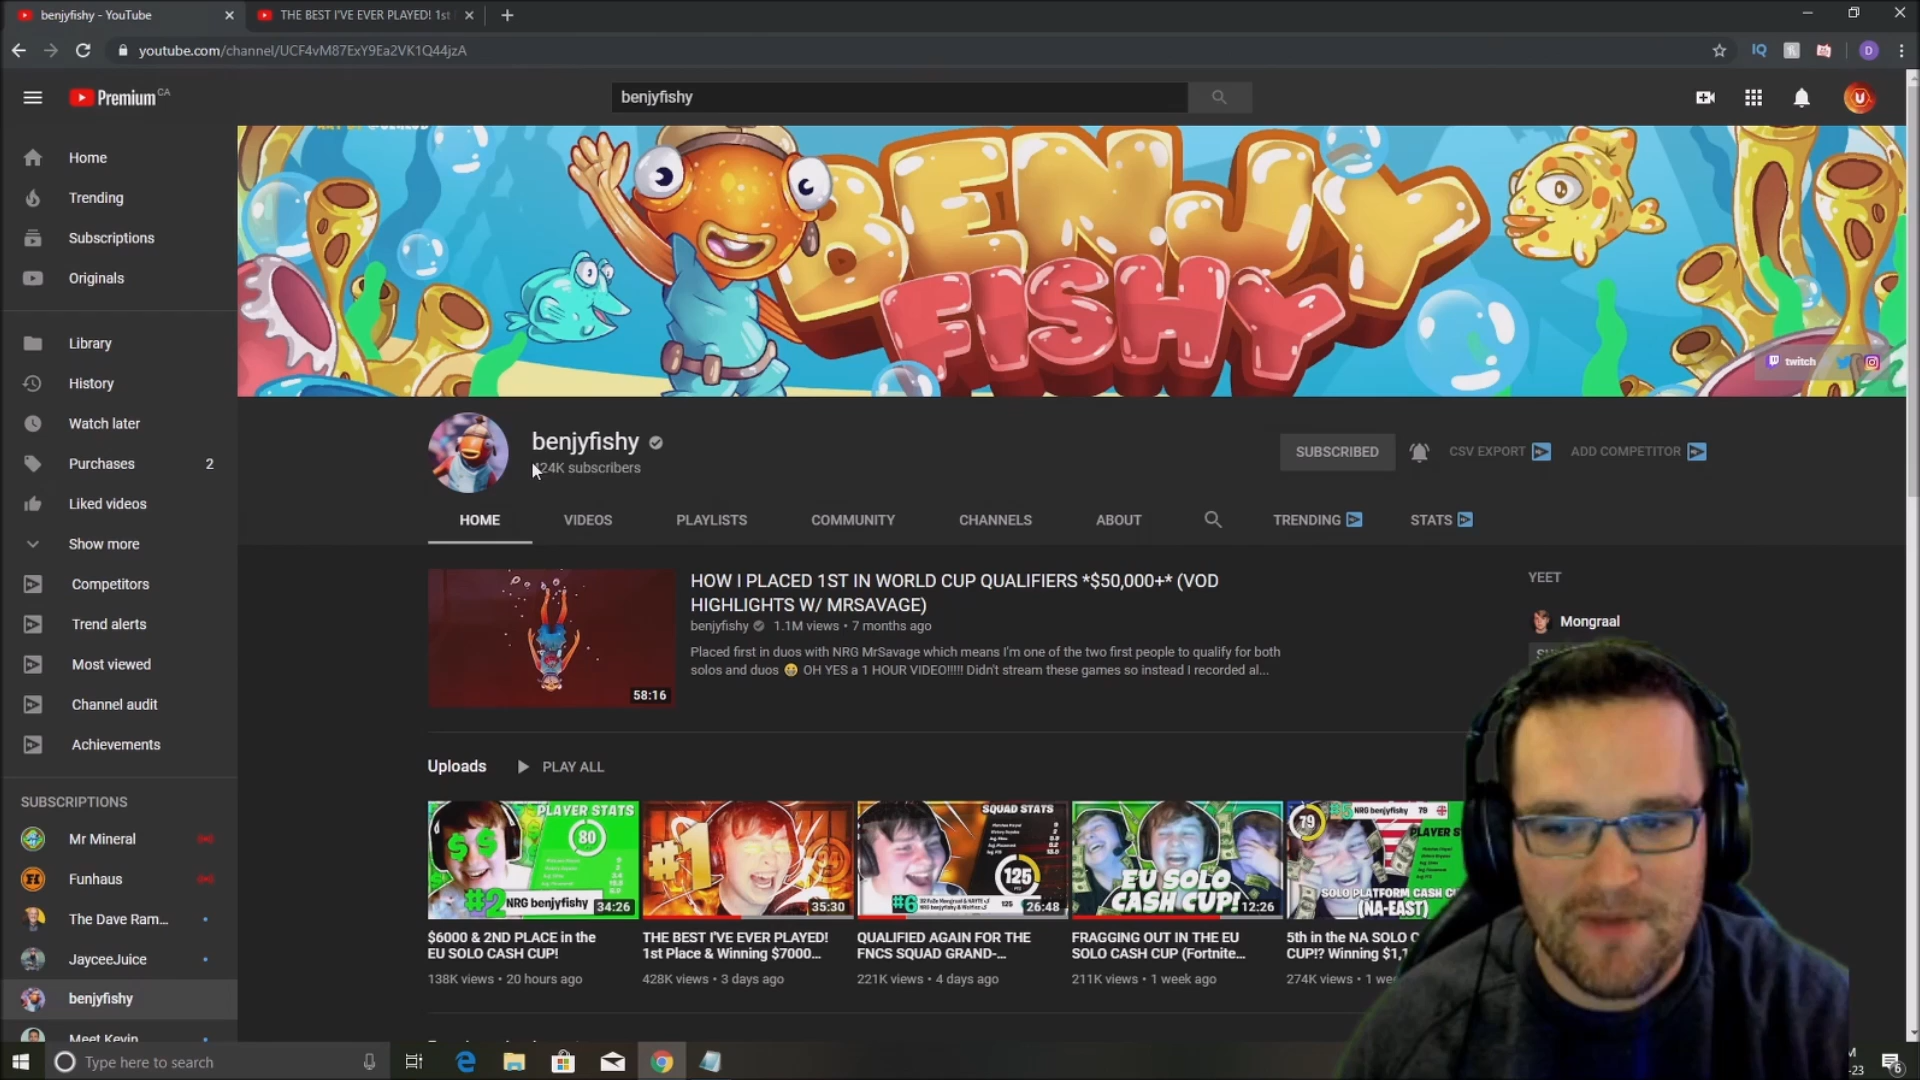 benjyfishy - YouTube
THE BEST I'VE EVER PLAYED! 1st
youtube.com/channel/UCF4vM87ExY9Ea2VK1Q44jzA
IQ
D
Premium CA
benjyfishy
U
Home
Trending
Subscriptions
Originals
Library
History
Watch later
Purchases 2
Liked videos
Show more
Competitors
Trend alerts
Most viewed
Channel audit
Achievements
SUBSCRIPTIONS
Mr Mineral
Funhaus
The Dave Ram...
JayceeJuice
benjyfishy
Meet Kevin
BENJY
FISHY
twitch
benjyfishy
424K subscribers
SUBSCRIBED
CSV EXPORT
ADD COMPETITOR
HOME
VIDEOS
PLAYLISTS
COMMUNITY
CHANNELS
ABOUT
TRENDING
STATS
HOW I PLACED 1ST IN WORLD CUP QUALIFIERS *$50,000+* (VOD
HIGHLIGHTS W/ MRSAVAGE)
benjyfishy 1.1M views • 7 months ago
Placed first in duos with NRG MrSavage which means I'm one of the two first people to qualify for both
solos and duos 😀 OH YES a 1 HOUR VIDEO!!!!! Didn't stream these games so instead I recorded al...
58:16
YEET
Mongraal
Uploads
PLAY ALL
PLAYER STATS
80
$$
#2 NRG benjyfishy
34:26
#1
35:30
SQUAD STATS
125
#6
125
26:48
EU SOLO
CASH CUP!
12:26
NRG benjyfishy 79
79
PLAYER S
SOLO PLATFORM CASH CU
(NA-EAST)
$6000 & 2ND PLACE in the
EU SOLO CASH CUP!
138K views • 20 hours ago
THE BEST I'VE EVER PLAYED!
1st Place & Winning $7000...
428K views • 3 days ago
QUALIFIED AGAIN FOR THE
FNCS SQUAD GRAND-...
221K views • 4 days ago
FRAGGING OUT IN THE EU
SOLO CASH CUP (Fortnite...
211K views • 1 week ago
5th in the NA SOLO C
CUP!? Winning $1,1
274K views • 1 wee
Type here to search
M
-23
6